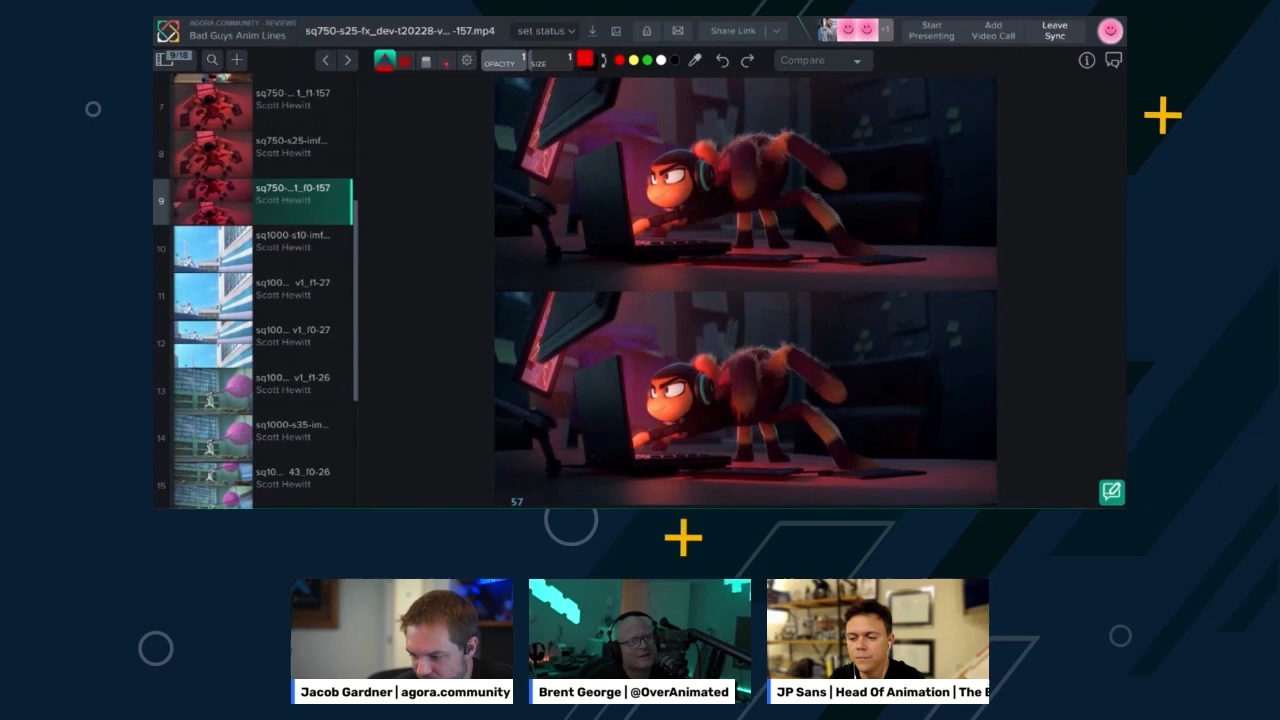 AGORA COMMUNITY · REVIEWS
Bad Guys Anim Lines
sq750-s25-fx_dev-t20228-v... -157.mp4
set status
Share Link
+1
Start
Presenting
Add
Video Call
Leave
Sync
9/18
OPACITY
1
SIZE
1
Compare
7
sq750-... 1_f1-157
Scott Hewitt
8
sq750-s25-imf...
Scott Hewitt
9
sq750-...1_f0-157
Scott Hewitt
10
sq1000-s10-imf...
Scott Hewitt
11
sq100... v1_f1-27
Scott Hewitt
12
sq100... v1_f0-27
Scott Hewitt
13
sq100... v1_f1-26
Scott Hewitt
14
sq1000-s35-im...
Scott Hewitt
15
sq10... 43_f0-26
Scott Hewitt
57
Jacob Gardner | agora.community
Brent George | @OverAnimated
JP Sans | Head Of Animation | The B